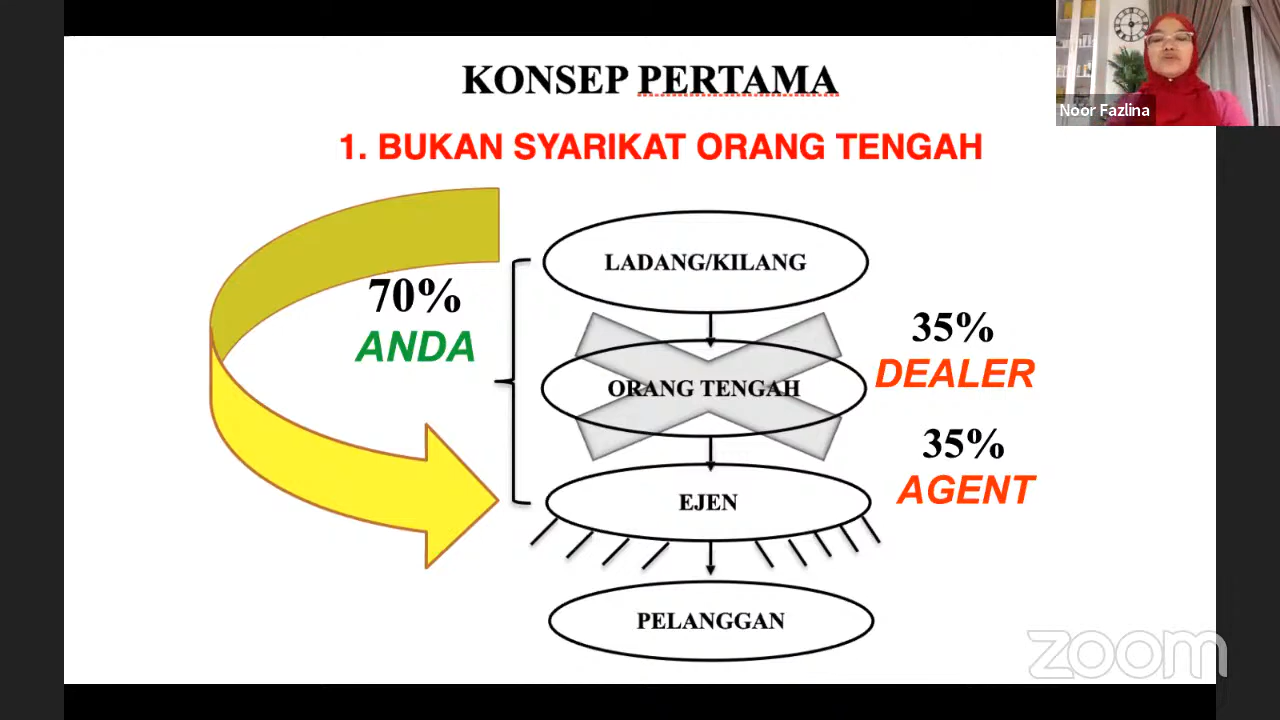 KONSEP PERTAMA
1. BUKAN SYARIKAT ORANG TENGAH
Noor Fazlina
LADANG/KILANG
70%
ANDA
ORANG TENGAH
35%
DEALER
35%
AGENT
EJEN
PELANGGAN
zoom